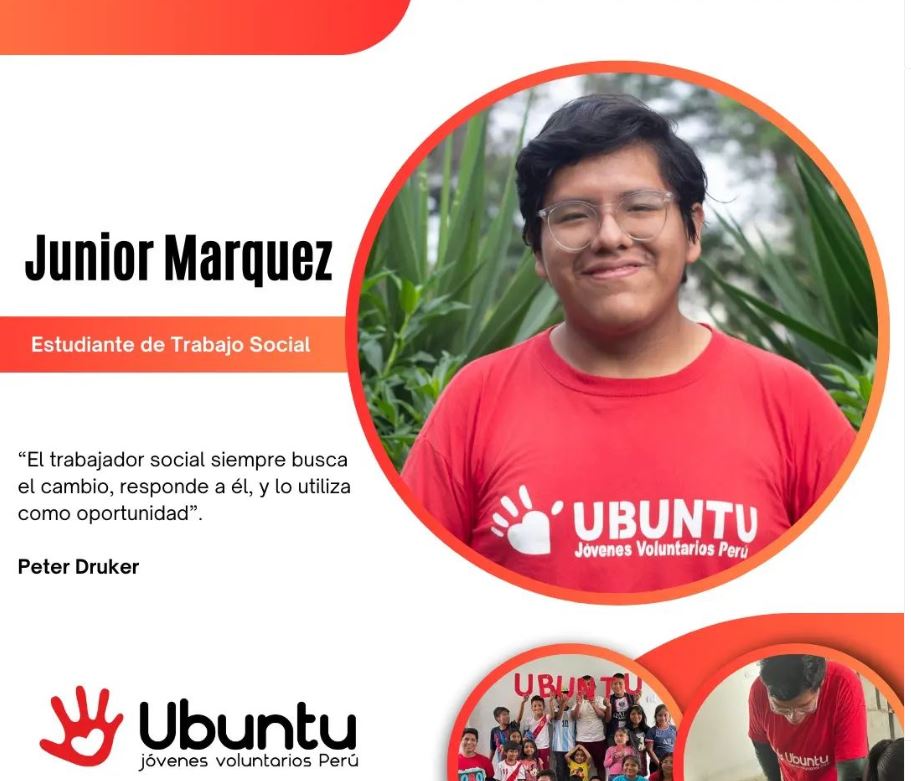 Junior Marquez
Estudiante de Trabajo Social
“El trabajador social siempre busca
el cambio, responde a él, y lo utiliza
como oportunidad”.
Peter Druker
UBUNTU
Jóvenes Voluntarios Perú
Ubuntu
jóvenes voluntarios Perú
UBUNTU
Ubuntu